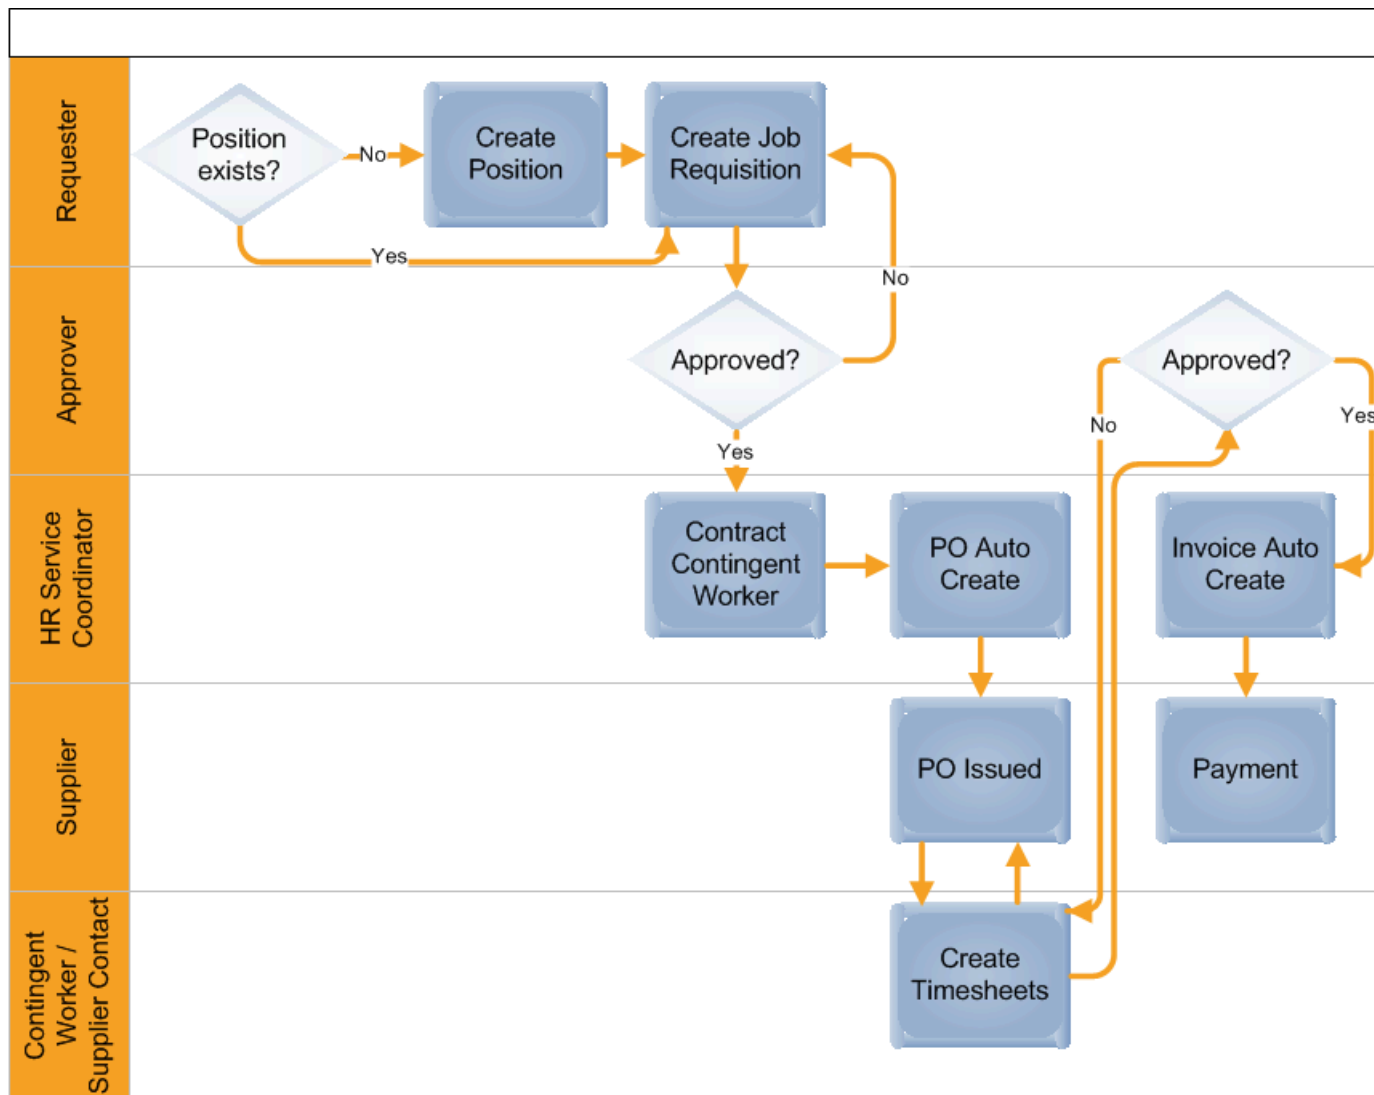 Requester
Position
exists?
No
Create
Position
Create Job
Requisition
Yes
No
Approver
Approved?
Yes
Approved?
No
Yes
HR Service
Coordinator
Contract
Contingent
Worker
PO Auto
Create
Invoice Auto
Create
Supplier
PO Issued
Payment
Contingent
Worker /
Supplier Contact
Create
Timesheets